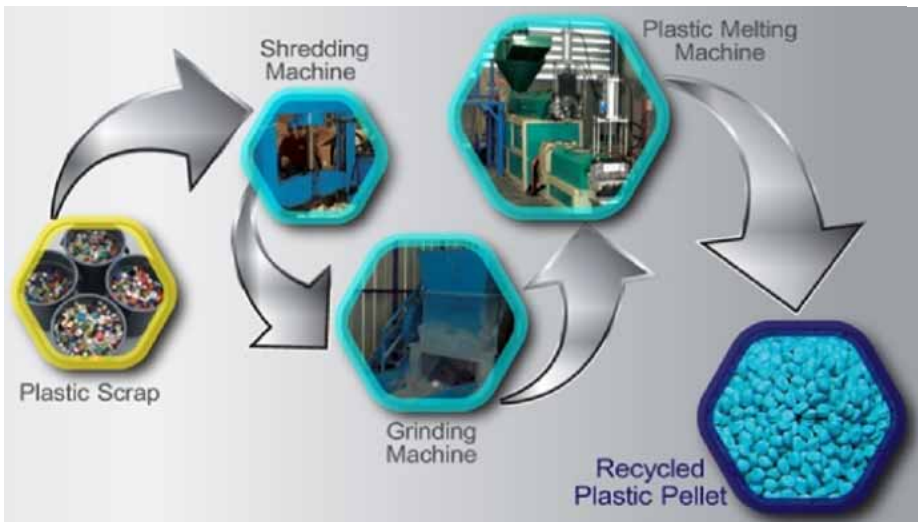 Plastic Scrap
Shredding
Machine
Grinding
Machine
Plastic Melting
Machine
Recycled
Plastic Pellet